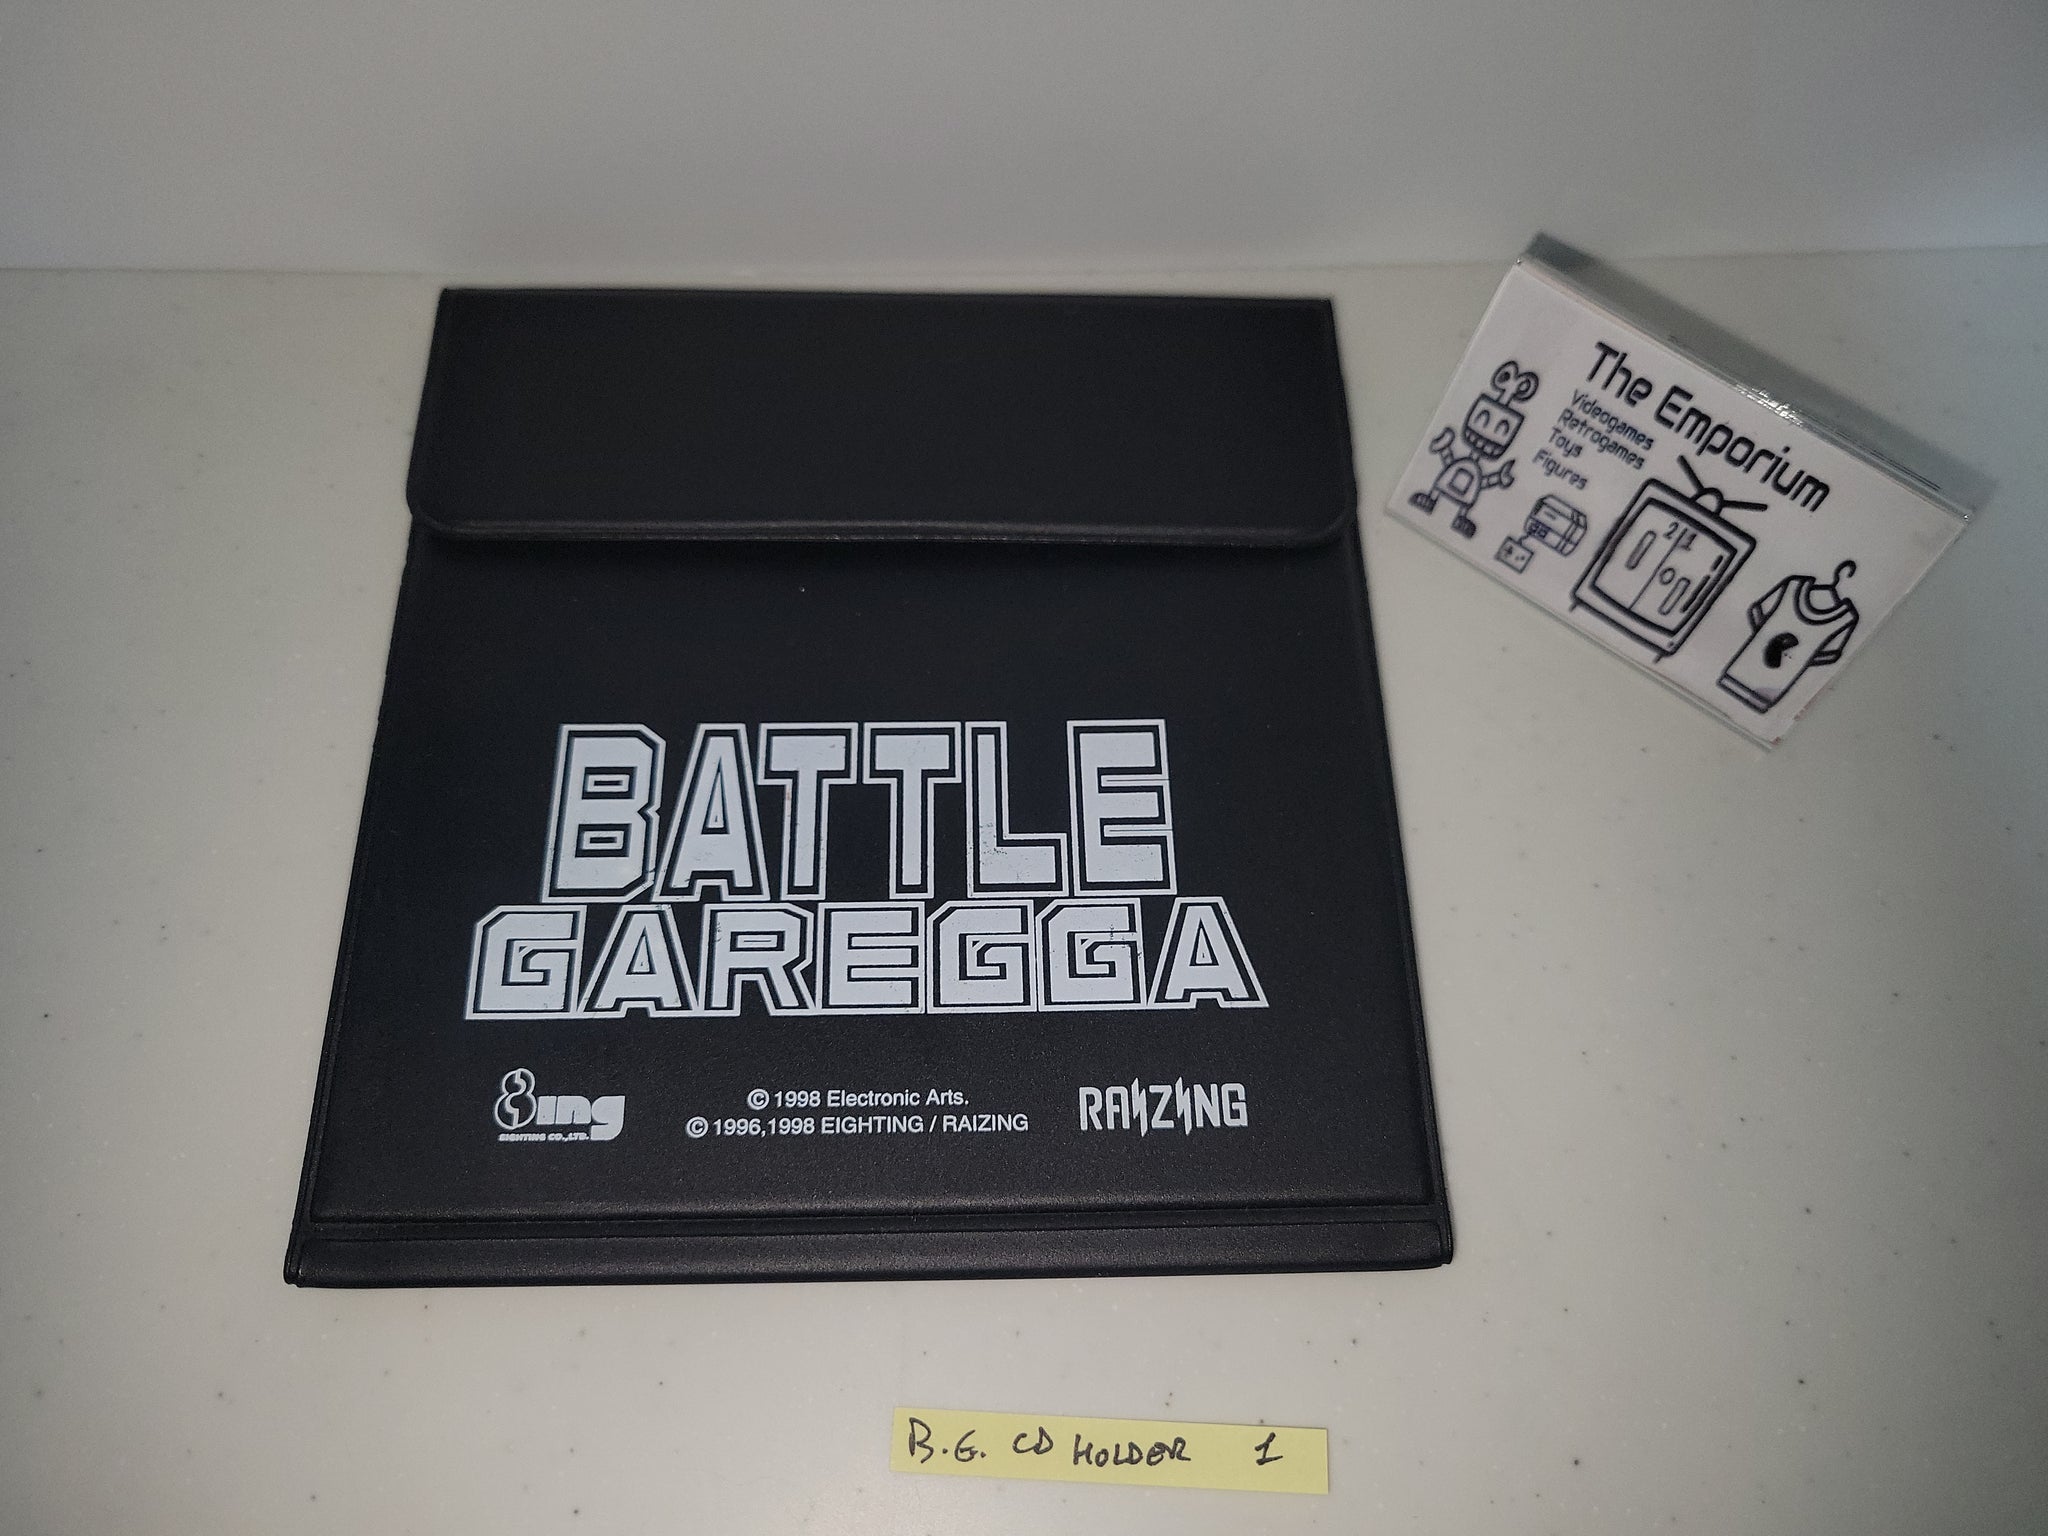 BATTLE
GAREGGA
8ing
EIGHTING CO.,LTD.
© 1998 Electronic Arts.
© 1996,1998 EIGHTING / RAIZING
RAIZING
The Emporium
Videogames
Retrogames
Toys
Figures
21
B.G. CD HOLDER 1